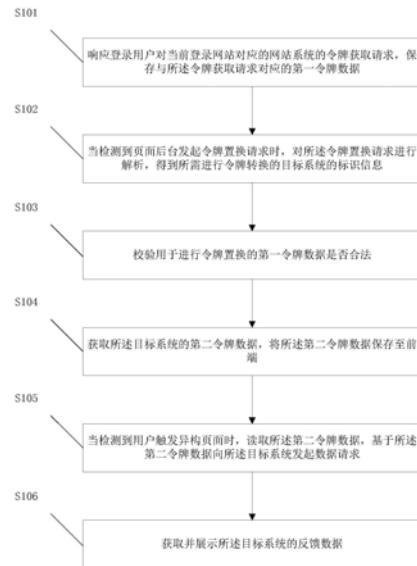 S101
响应登录用户对当前登录网站对应的网站系统的令牌获取请求，保
存与所述令牌获取请求对应的第一令牌数据
S102
当检测到页面后台发起令牌置换请求时，对所述令牌置换请求进行
解析，得到所需进行令牌转换的目标系统的标识信息
S103
校验用于进行令牌置换的第一令牌数据是否合法
S104
获取所述目标系统的第二令牌数据，将所述第二令牌数据保存至前
端
S105
当检测到用户触发异构页面时，读取所述第二令牌数据，基于所述
第二令牌数据向所述目标系统发起数据请求
S106
获取并展示所述目标系统的反馈数据